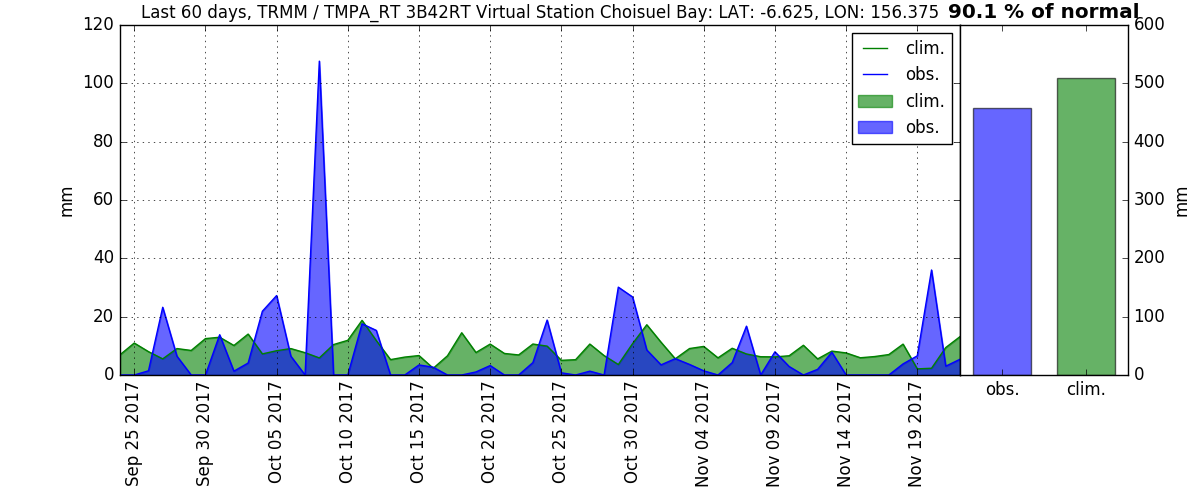 Last 60 days, TRMM / TMPA_RT 3B42RT Virtual Station Choisuel Bay: LAT: -6.625, LON: 156.375 90.1 % of normal
120
100
80
60
40
20
0
mm
clim.
obs.
clim.
obs.
600
500
400
300
200
100
0
mm
obs.
clim.
Sep 25 2017
Sep 30 2017
Oct 05 2017
Oct 10 2017
Oct 15 2017
Oct 20 2017
Oct 25 2017
Oct 30 2017
Nov 04 2017
Nov 09 2017
Nov 14 2017
Nov 19 2017